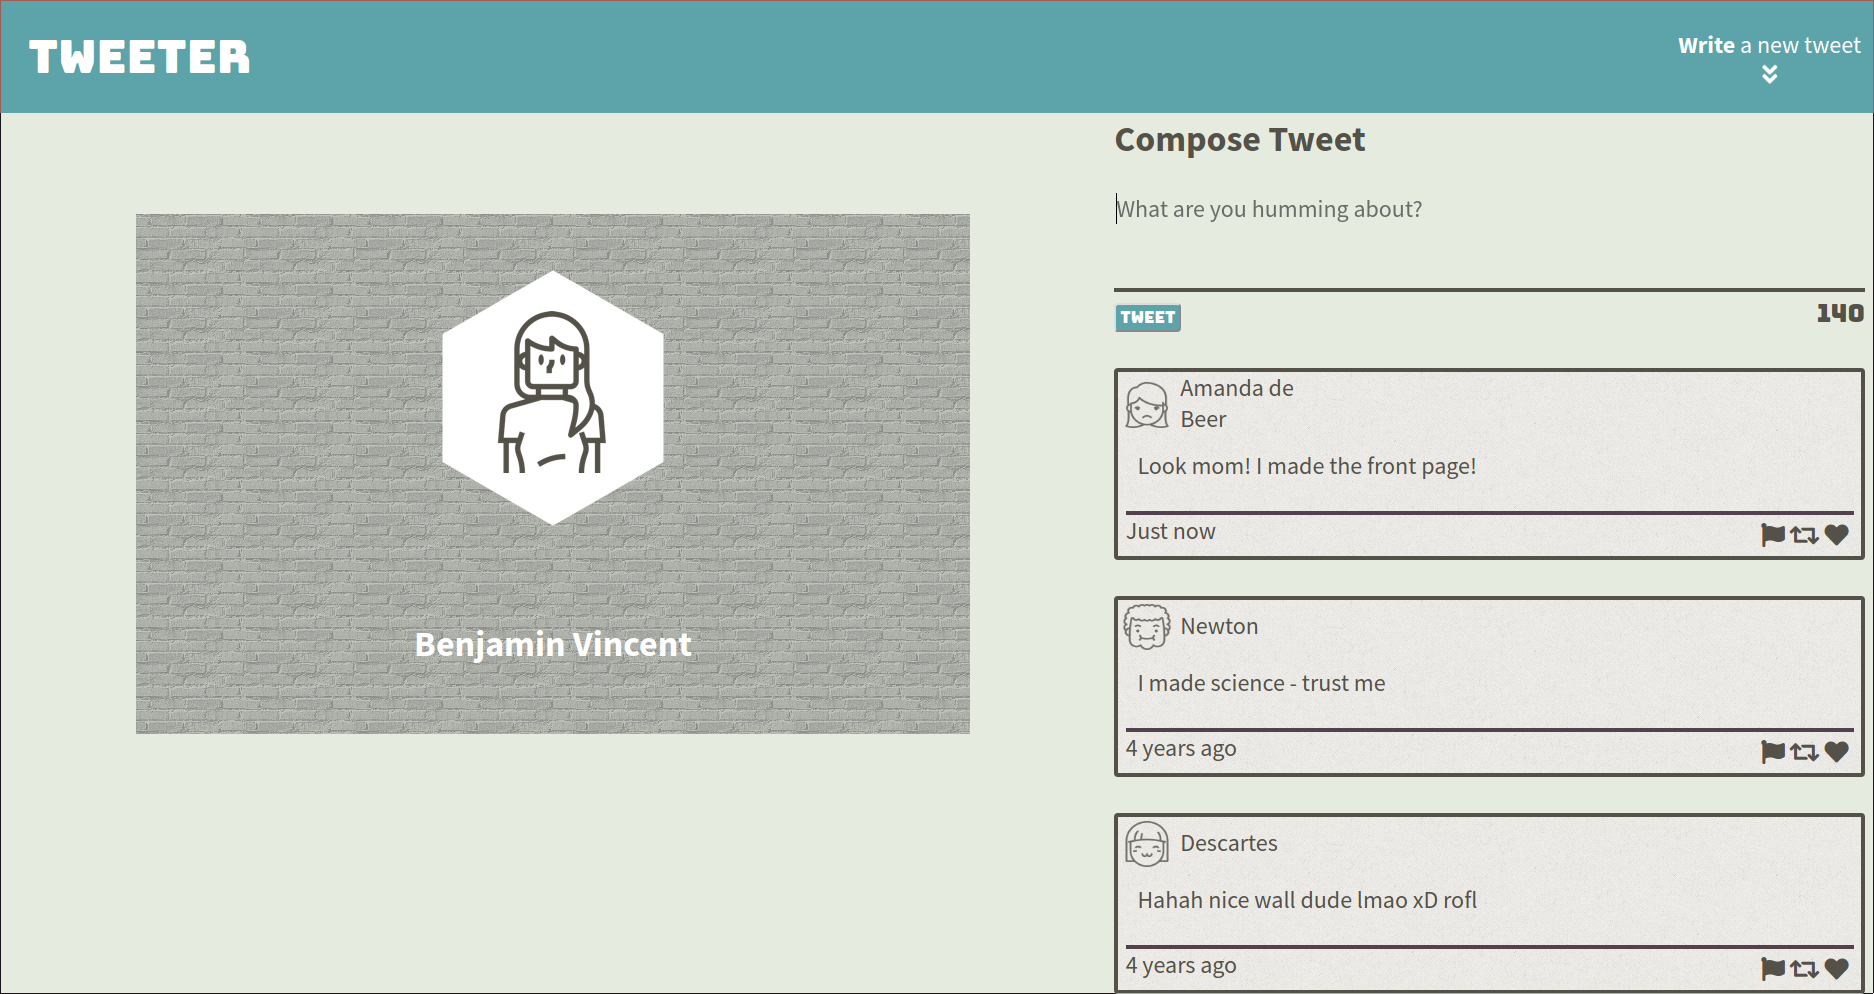 TWEETER
Write a new tweet
Benjamin Vincent
Compose Tweet
What are you humming about?
TWEET
140
Amanda de
Beer
Look mom! I made the front page!
Just now
Newton
I made science - trust me
4 years ago
Descartes
Hahah nice wall dude lmao xD rofl
4 years ago